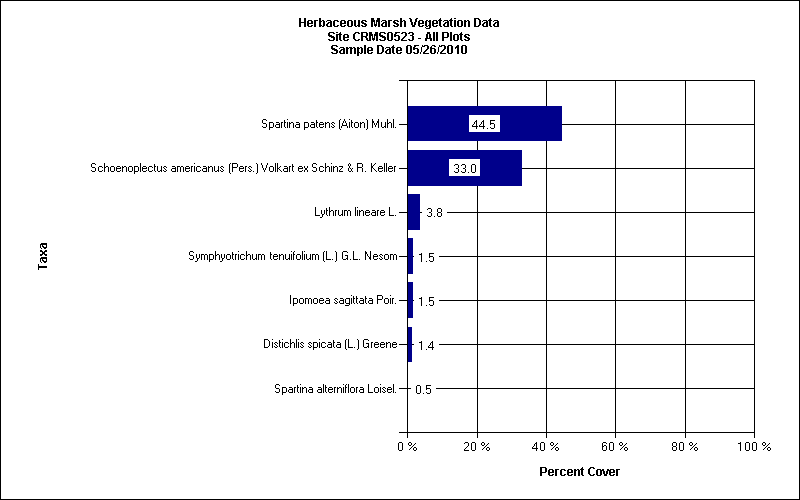 Herbaceous Marsh Vegetation Data
Site CRMS0523 - All Plots
Sample Date 05/26/2010
Taxa
Spartina patens (Aiton) Muhl.
44.5
Schoenoplectus americanus (Pers.) Volkart ex Schinz & R. Keller
33.0
Lythrum lineare L.
3.8
Symphyotrichum tenuifolium (L.) G.L. Nesom
1.5
Ipomoea sagittata Poir.
1.5
Distichlis spicata (L.) Greene
1.4
Spartina alterniflora Loisel.
0.5
0 % 20 % 40 % 60 % 80 % 100 %
Percent Cover